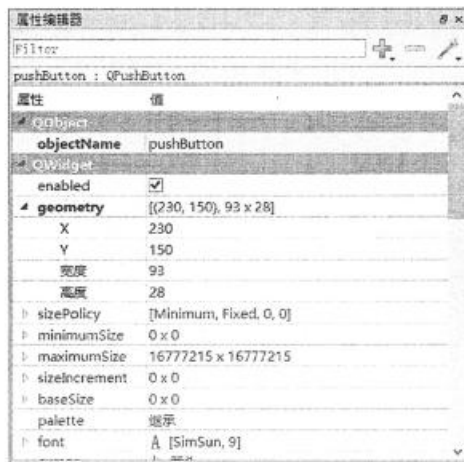 属性编辑器
Filter
pushButton : QPushButton
属性 值
QObject
objectName pushButton
QWidget
enabled
geometry [(230, 150), 93 x 28]
X 230
Y 150
宽度 93
高度 28
sizePolicy [Minimum, Fixed, 0, 0]
minimumSize 0 x 0
maximumSize 16777215 x 16777215
sizeIncrement 0 x 0
baseSize 0 x 0
palette 继承
font A [SimSun, 9]